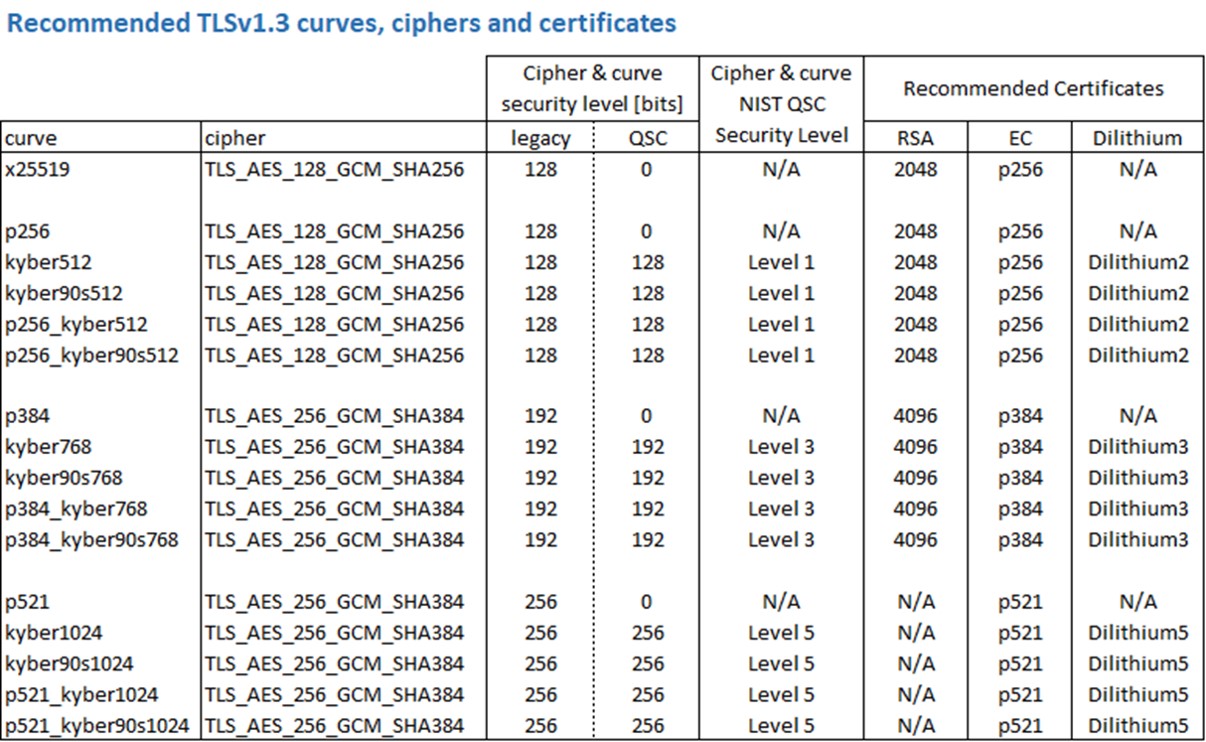 Recommended TLSv1.3 curves, ciphers and certificates
Cipher & curve security level [bits] Cipher & curve NIST QSC Security Level Recommended Certificates
curve cipher legacy QSC RSA EC Dilithium
x25519 TLS_AES_128_GCM_SHA256 128 0 N/A 2048 p256 N/A
p256 TLS_AES_128_GCM_SHA256 128 0 N/A 2048 p256 N/A
kyber512 TLS_AES_128_GCM_SHA256 128 128 Level 1 2048 p256 Dilithium2
kyber90s512 TLS_AES_128_GCM_SHA256 128 128 Level 1 2048 p256 Dilithium2
p256_kyber512 TLS_AES_128_GCM_SHA256 128 128 Level 1 2048 p256 Dilithium2
p256_kyber90s512 TLS_AES_128_GCM_SHA256 128 128 Level 1 2048 p256 Dilithium2
p384 TLS_AES_256_GCM_SHA384 192 0 N/A 4096 p384 N/A
kyber768 TLS_AES_256_GCM_SHA384 192 192 Level 3 4096 p384 Dilithium3
kyber90s768 TLS_AES_256_GCM_SHA384 192 192 Level 3 4096 p384 Dilithium3
p384_kyber768 TLS_AES_256_GCM_SHA384 192 192 Level 3 4096 p384 Dilithium3
p384_kyber90s768 TLS_AES_256_GCM_SHA384 192 192 Level 3 4096 p384 Dilithium3
p521 TLS_AES_256_GCM_SHA384 256 0 N/A N/A p521 N/A
kyber1024 TLS_AES_256_GCM_SHA384 256 256 Level 5 N/A p521 Dilithium5
kyber90s1024 TLS_AES_256_GCM_SHA384 256 256 Level 5 N/A p521 Dilithium5
p521_kyber1024 TLS_AES_256_GCM_SHA384 256 256 Level 5 N/A p521 Dilithium5
p521_kyber90s1024 TLS_AES_256_GCM_SHA384 256 256 Level 5 N/A p521 Dilithium5